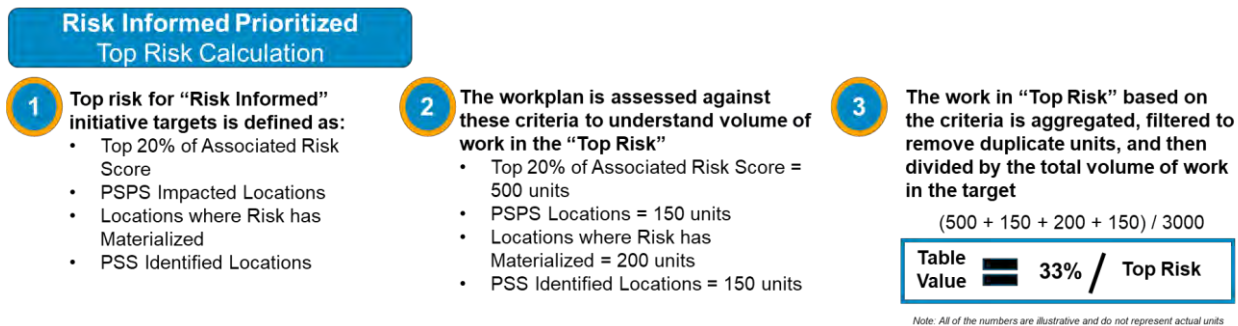 Risk Informed Prioritized
Top Risk Calculation
1
Top risk for “Risk Informed”
initiative targets is defined as:
• Top 20% of Associated Risk
Score
• PSPS Impacted Locations
• Locations where Risk has
Materialized
• PSS Identified Locations
2
The workplan is assessed against
these criteria to understand volume of
work in the “Top Risk”
• Top 20% of Associated Risk Score =
500 units
• PSPS Locations = 150 units
• Locations where Risk has
Materialized = 200 units
• PSS Identified Locations = 150 units
3
The work in “Top Risk” based on
the criteria is aggregated, filtered to
remove duplicate units, and then
divided by the total volume of work
in the target
(500 + 150 + 200 + 150) / 3000
Table
Value = 33% / Top Risk
Note: All of the numbers are illustrative and do not represent actual units